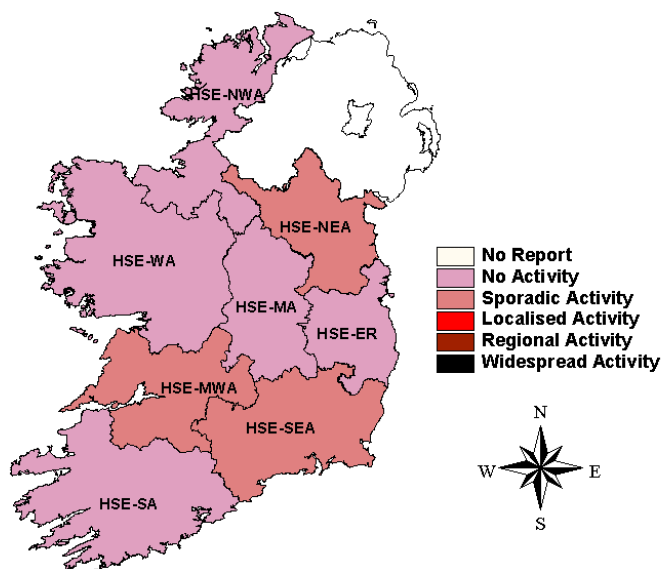 HSE-NWA
HSE-NEA
HSE-WA
HSE-MA
HSE-ER
HSE-MWA
HSE-SEA
HSE-SA
No Report
No Activity
Sporadic Activity
Localised Activity
Regional Activity
Widespread Activity
N
W E
S